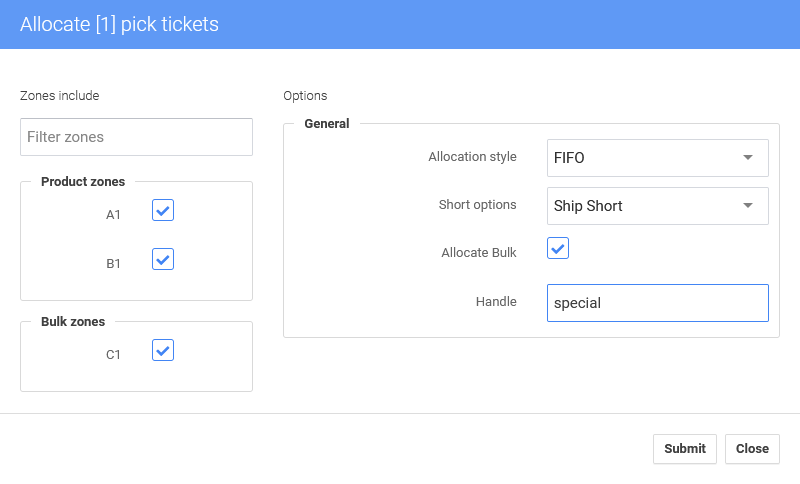 Allocate [1] pick tickets
Zones include
Filter zones
Product zones
A1
B1
Bulk zones
C1
Options
General
Allocation style
FIFO
Short options
Ship Short
Allocate Bulk
Handle
special
Submit
Close